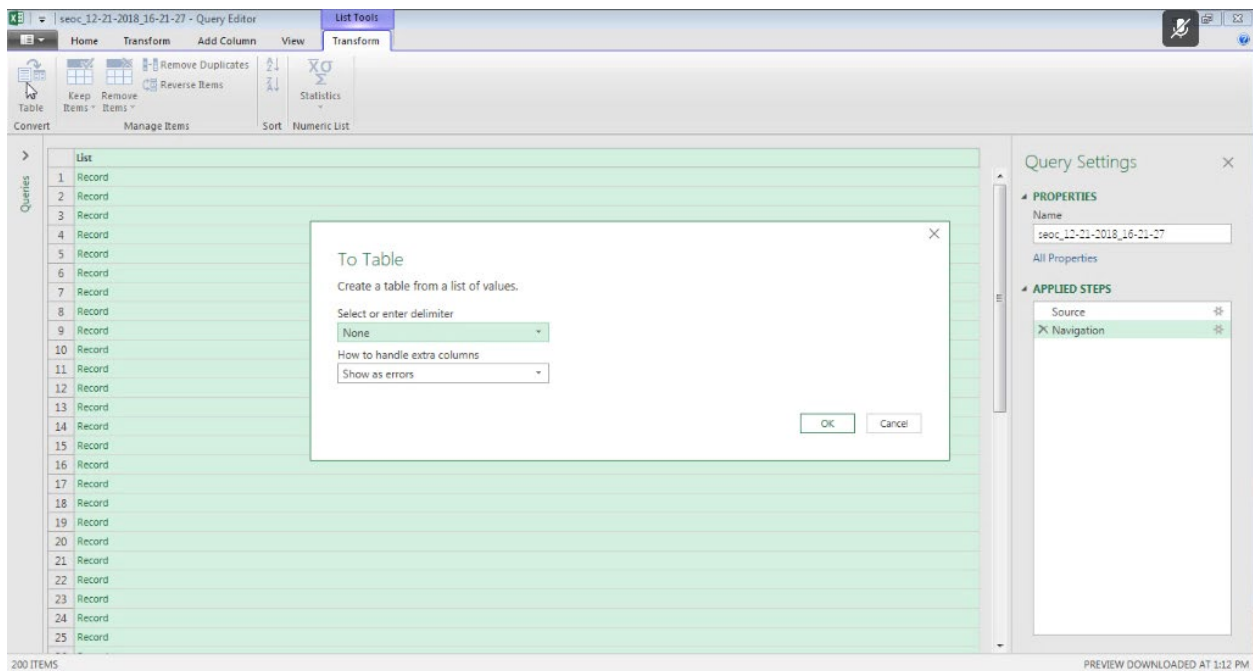 seoc_12-21-2018_16-21-27 - Query Editor
List Tools
Home Transform Add Column View Transform
Table
Keep Items
Remove Items
Remove Duplicates
Reverse Items
Statistics
Convert Manage Items Sort Numeric List
Queries
List
1 Record
2 Record
3 Record
4 Record
5 Record
6 Record
7 Record
8 Record
9 Record
10 Record
11 Record
12 Record
13 Record
14 Record
15 Record
16 Record
17 Record
18 Record
19 Record
20 Record
21 Record
22 Record
23 Record
24 Record
25 Record
To Table
Create a table from a list of values.
Select or enter delimiter
None
How to handle extra columns
Show as errors
OK Cancel
Query Settings
PROPERTIES
Name
seoc_12-21-2018_16-21-27
All Properties
APPLIED STEPS
Source
Navigation
200 ITEMS
PREVIEW DOWNLOADED AT 1:12 PM